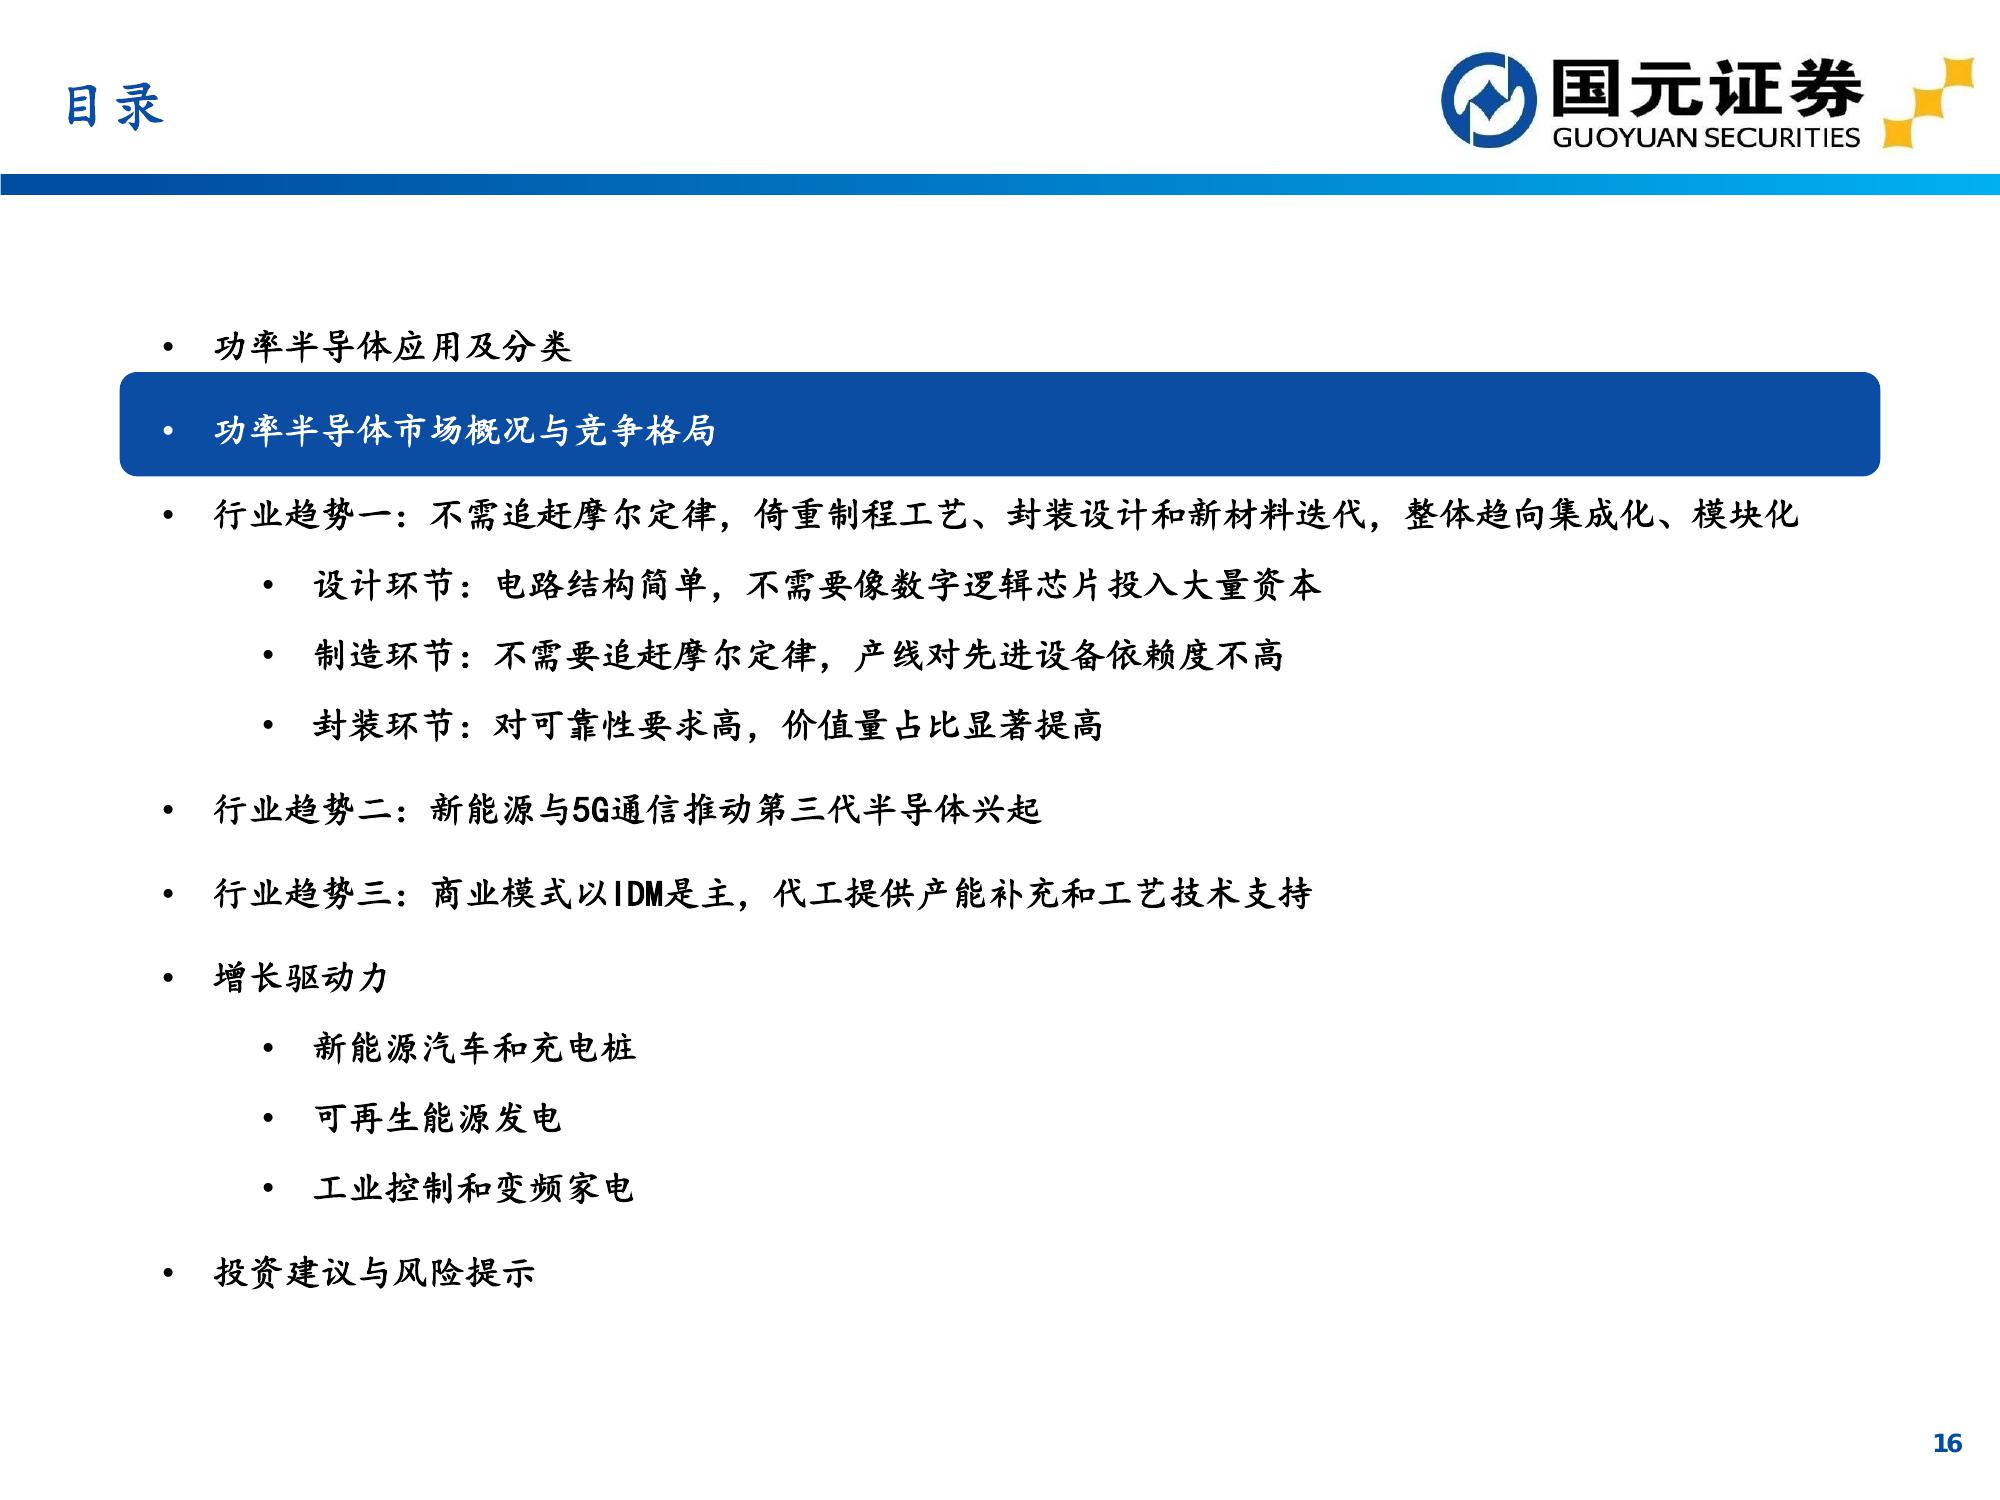 目录
国元证券
GUOYUAN SECURITIES
• 功率半导体应用及分类
• 功率半导体市场概况与竞争格局
• 行业趋势一：不需追赶摩尔定律，倚重制程工艺、封装设计和新材料迭代，整体趋向集成化、模块化
• 设计环节：电路结构简单，不需要像数字逻辑芯片投入大量资本
• 制造环节：不需要追赶摩尔定律，产线对先进设备依赖度不高
• 封装环节：对可靠性要求高，价值量占比显著提高
• 行业趋势二：新能源与5G通信推动第三代半导体兴起
• 行业趋势三：商业模式以IDM是主，代工提供产能补充和工艺技术支持
• 增长驱动力
• 新能源汽车和充电桩
• 可再生能源发电
• 工业控制和变频家电
• 投资建议与风险提示
16